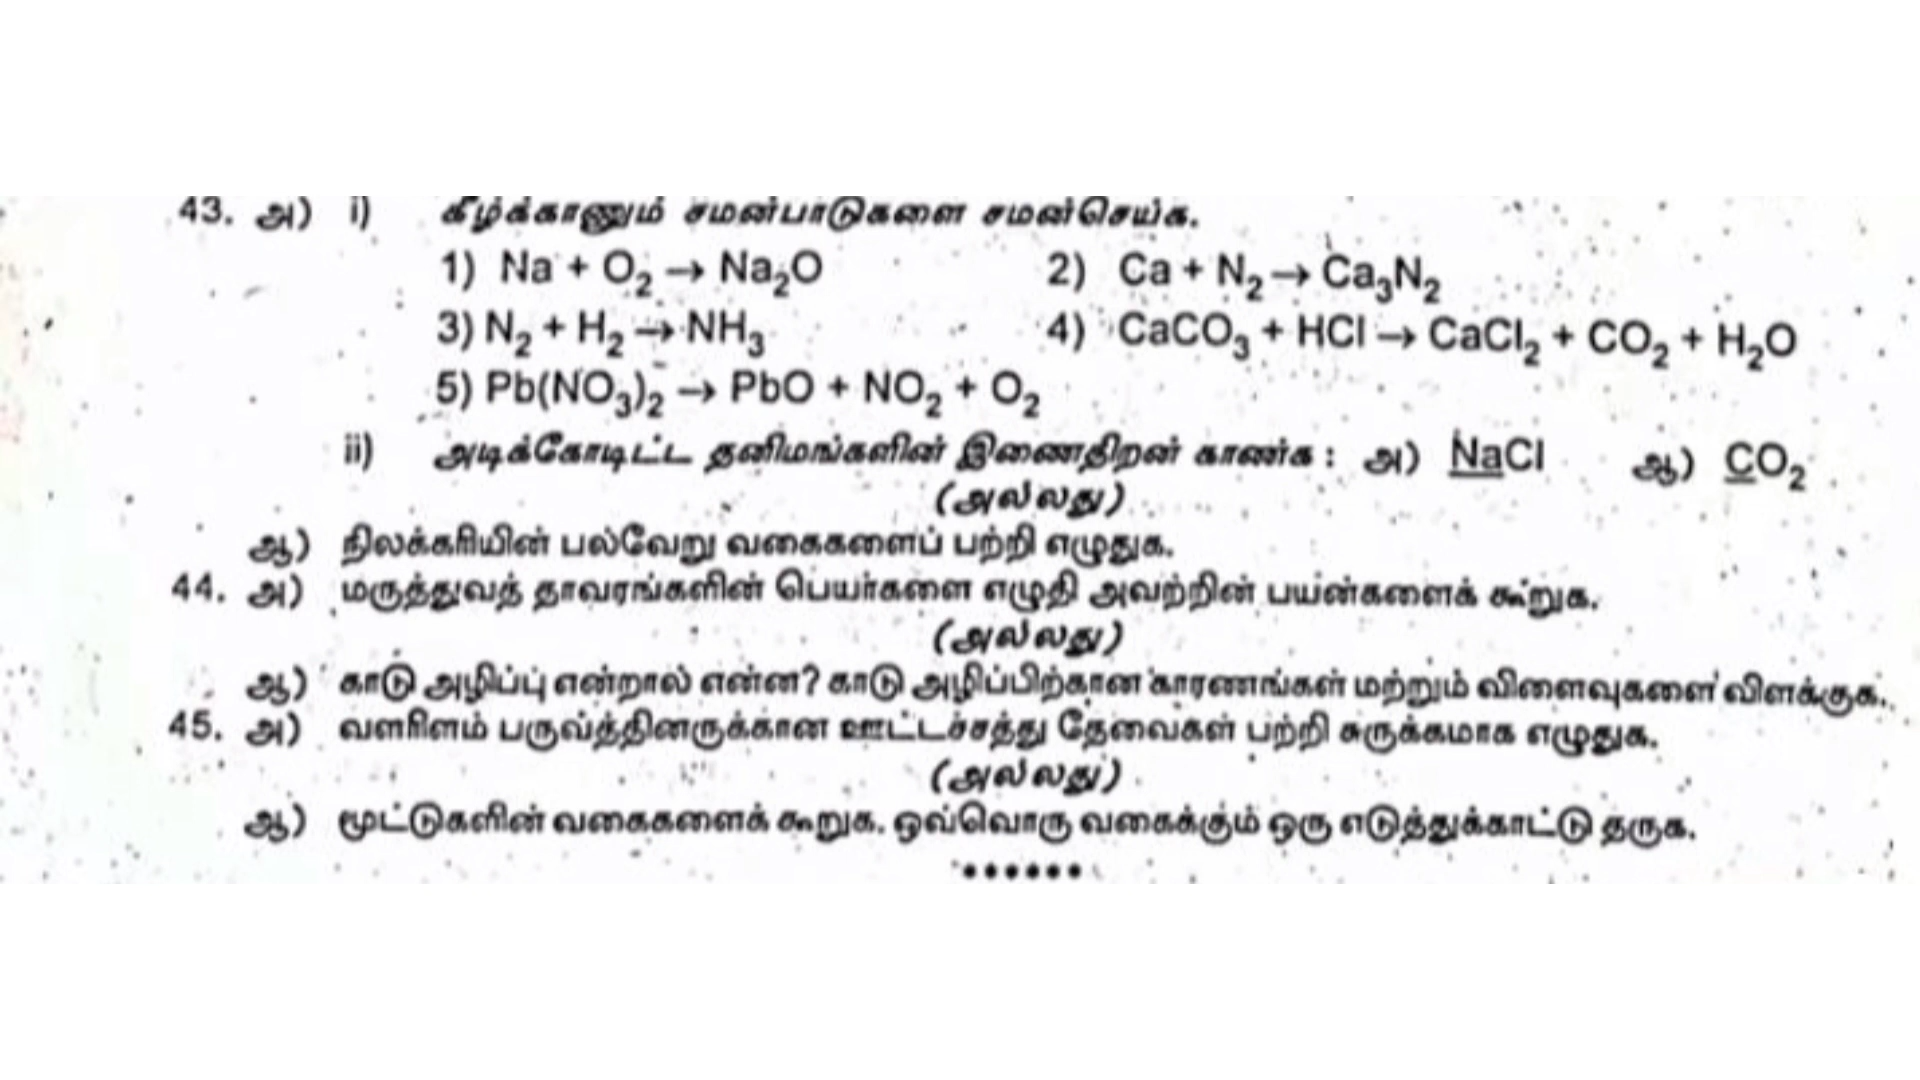 43. அ) i) கீழ்க்காணும் சமன்பாடுகளை சமன்செய்க.
1) Na + O₂ → Na₂O 2) Ca + N₂ → Ca₃N₂
3) N₂ + H₂ → NH₃ 4) CaCO₃ + HCl → CaCl₂ + CO₂ + H₂O
5) Pb(NO₃)₂ → PbO + NO₂ + O₂
ii) அடிக்கோடிட்ட தனிமங்களின் இணைதிறன் காண்க : அ) NaCl ஆ) CO₂
(அல்லது)
ஆ) நிலக்கரியின் பல்வேறு வகைகளைப் பற்றி எழுதுக.
44. அ) மருத்துவத் தாவரங்களின் பெயர்களை எழுதி அவற்றின் பயன்களைக் கூறுக.
(அல்லது)
ஆ) காடு அழிப்பு என்றால் என்ன? காடு அழிப்பிற்கான காரணங்கள் மற்றும் விளைவுகளை விளக்குக.
45. அ) வளரிளம் பருவத்தினருக்கான ஊட்டச்சத்து தேவைகள் பற்றி சுருக்கமாக எழுதுக.
(அல்லது)
ஆ) மூட்டுகளின் வகைகளைக் கூறுக. ஒவ்வொரு வகைக்கும் ஒரு எடுத்துக்காட்டு தருக.